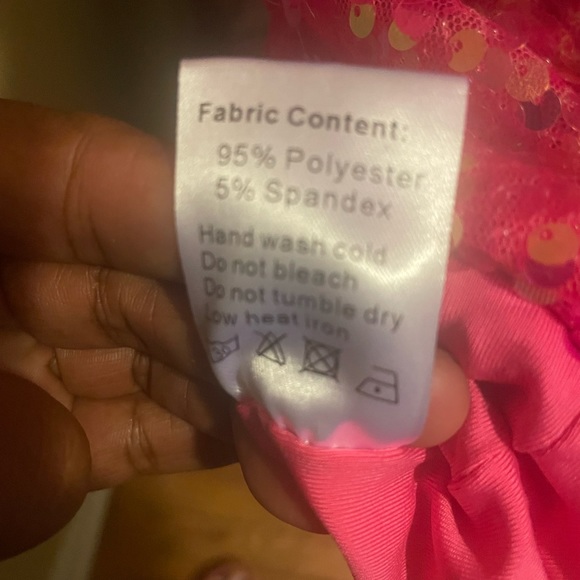 Fabric Content:
95% Polyester
5% Spandex
Hand wash cold
Do not bleach
Do not tumble dry
Low heat iron
30